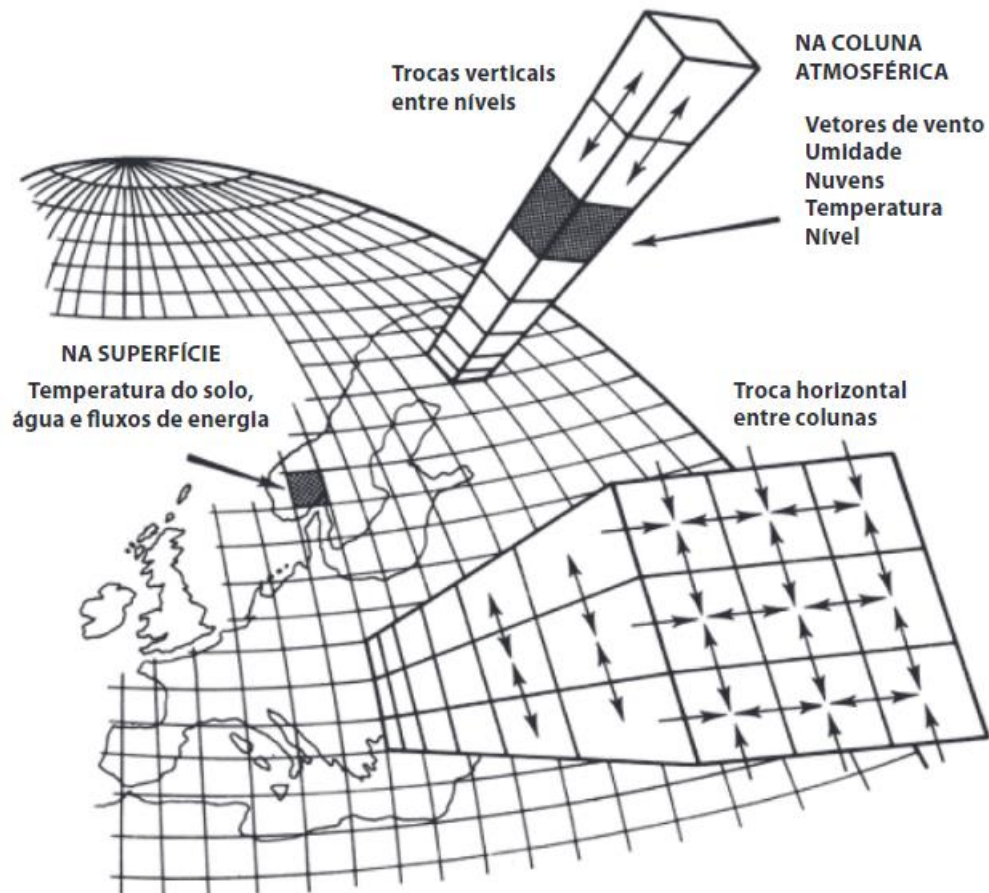 Trocas verticais
entre níveis
NA COLUNA
ATMOSFÉRICA
Vetores de vento
Umidade
Nuvens
Temperatura
Nível
NA SUPERFÍCIE
Temperatura do solo,
água e fluxos de energia
Troca horizontal
entre colunas